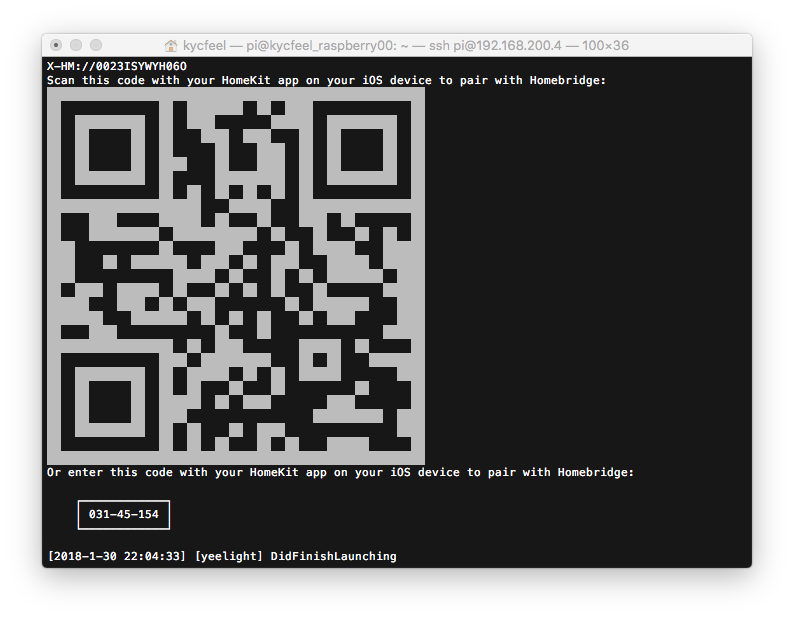 kycfeel — pi@kycfeel_raspberry00: ~ — ssh pi@192.168.200.4 — 100×36
X-HM://0023ISYWYH06O
Scan this code with your HomeKit app on your iOS device to pair with Homebridge:
Or enter this code with your HomeKit app on your iOS device to pair with Homebridge:
031-45-154
[2018-1-30 22:04:33] [yeelight] DidFinishLaunching